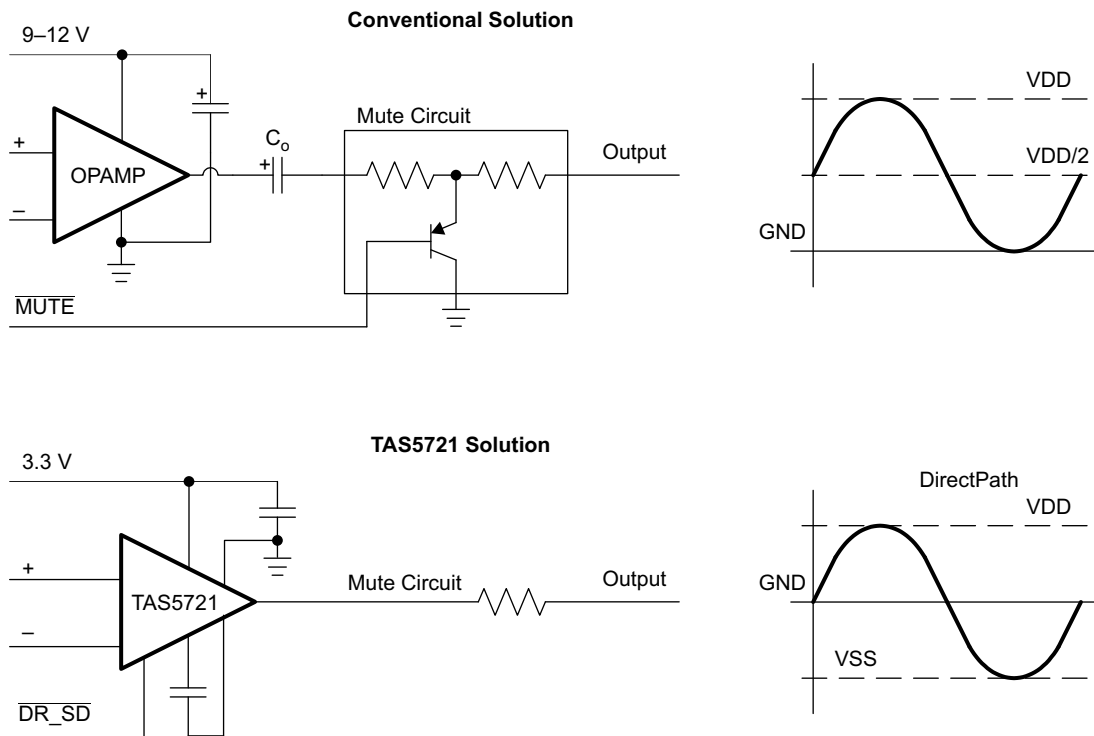 Conventional Solution
9–12 V
+
Mute Circuit
VDD
+
C₀
+
Output
VDD/2
OPAMP
–
GND
MUTE
TAS5721 Solution
3.3 V
DirectPath
VDD
+
Mute Circuit
Output
GND
TAS5721
–
VSS
DR_SD